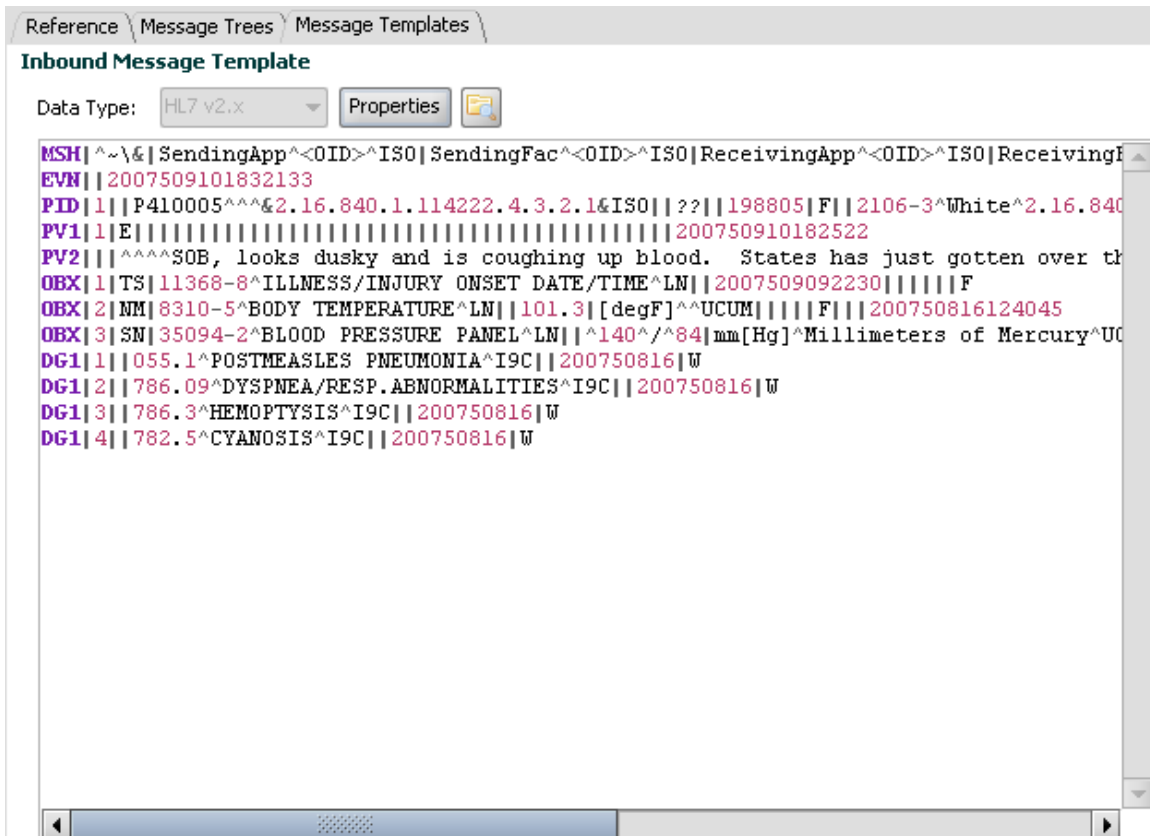 Reference Message Trees Message Templates
Inbound Message Template
Data Type: HL7 v2.x Properties
MSH|^~\&|SendingApp^<OID>^ISO|SendingFac^<OID>^ISO|ReceivingApp^<OID>^ISO|Receiving
EVN||2007509101832133
PID|1||P410005^^^&2.16.840.1.114222.4.3.2.1&ISO||??||198805|F||2106-3^White^2.16.840
PV1|1|E||||||||||||||||||||||||||||||||||||||||||200750910182522
PV2|||^^^^SOB, looks dusky and is coughing up blood.  States has just gotten over th
OBX|1|TS|11368-8^ILLNESS/INJURY ONSET DATE/TIME^LN||2007509092230||||||F
OBX|2|NM|8310-5^BODY TEMPERATURE^LN||101.3|[degF]^^UCUM|||||F|||200750816124045
OBX|3|SN|35094-2^BLOOD PRESSURE PANEL^LN||^140^/^84|mm[Hg]^Millimeters of Mercury^UC
DG1|1||055.1^POSTMEASLES PNEUMONIA^I9C||200750816|W
DG1|2||786.09^DYSPNEA/RESP.ABNORMALITIES^I9C||200750816|W
DG1|3||786.3^HEMOPTYSIS^I9C||200750816|W
DG1|4||782.5^CYANOSIS^I9C||200750816|W